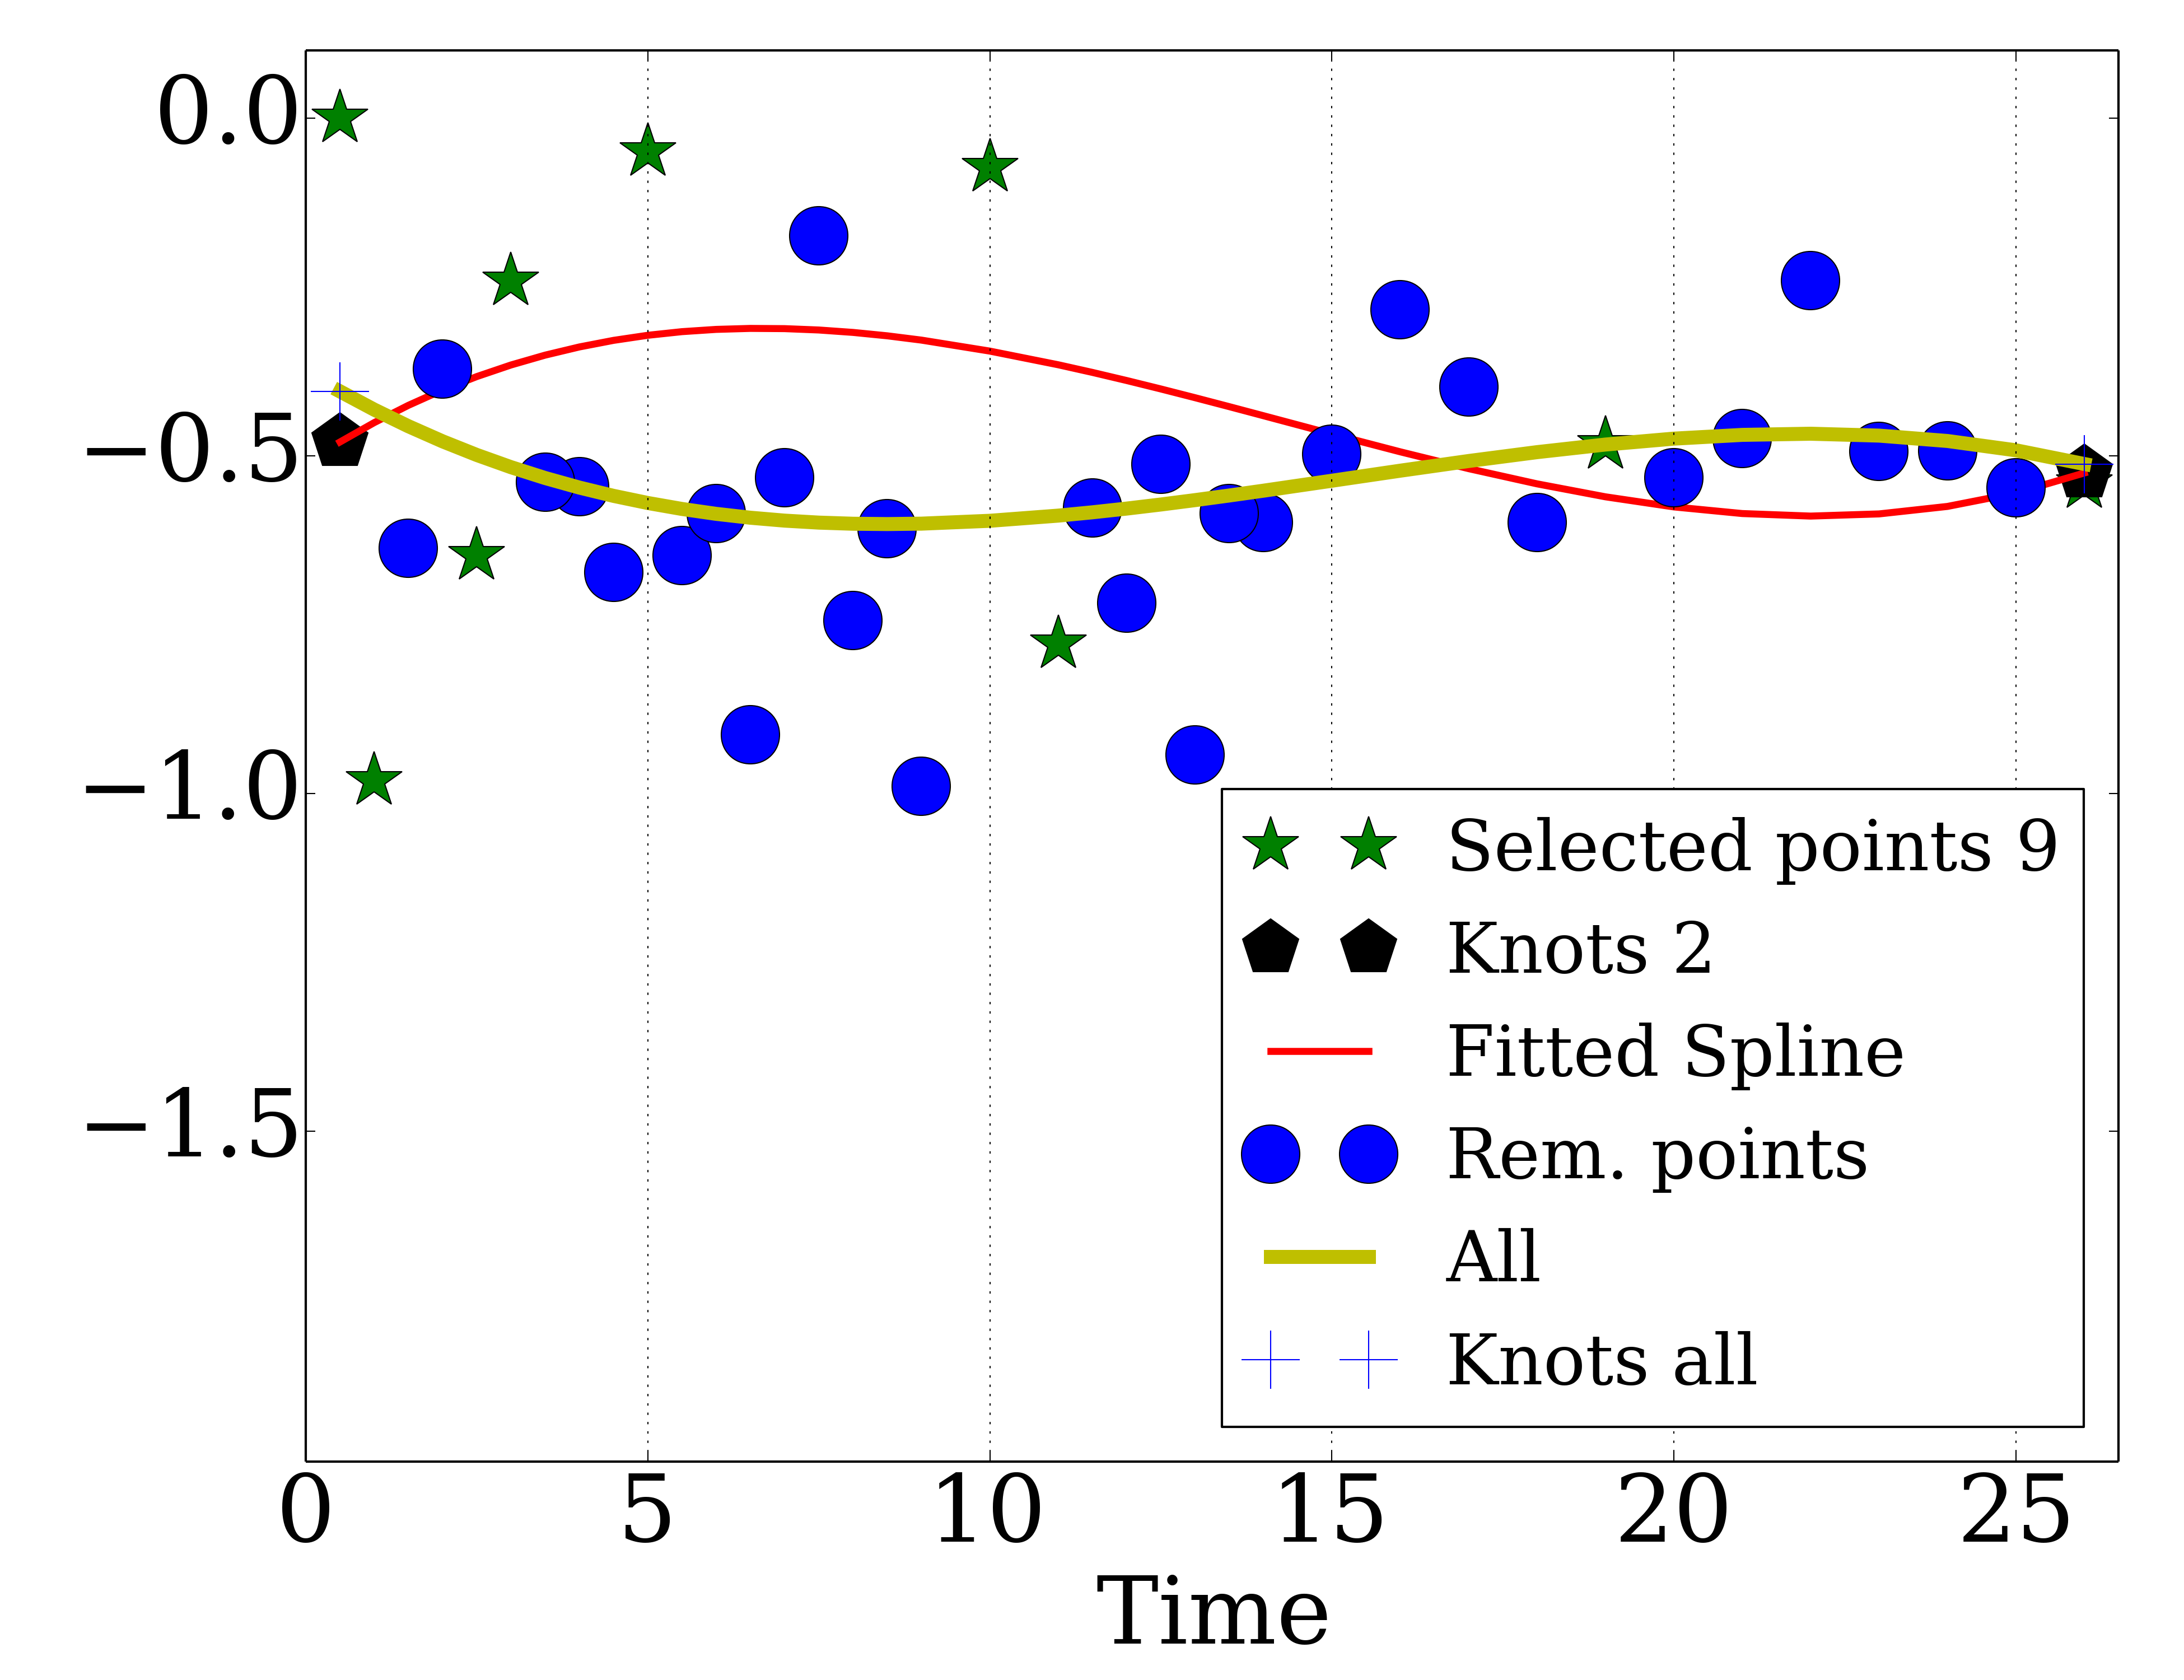 0.0
−0.5
−1.0
−1.5
Selected points 9
Knots 2
Fitted Spline
Rem. points
All
Knots all
0 5 10 15 20 25
Time